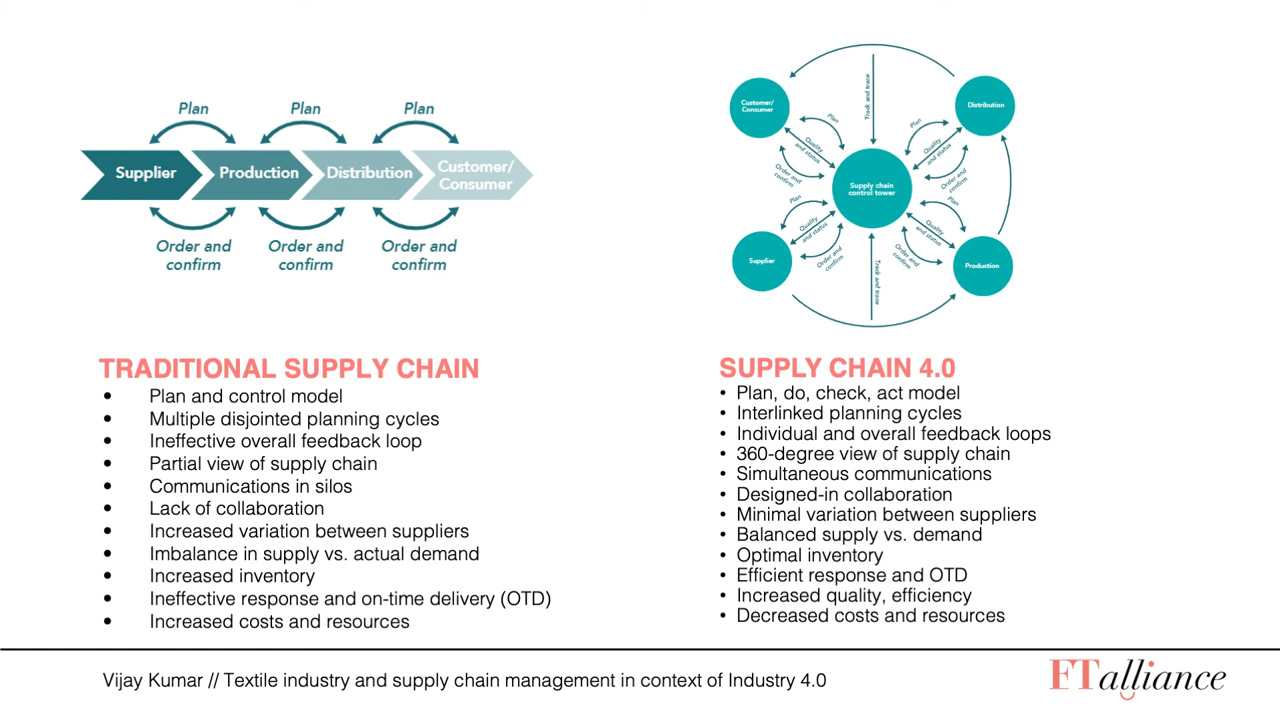 Plan
Plan
Plan
Supplier
Production
Distribution
Customer/
Consumer
Order and
confirm
Order and
confirm
Order and
confirm
Customer/
Consumer
Distribution
Track and trace
Plan
Quality
and status
Order and
confirm
Plan
Quality
and status
Order and
confirm
Supply chain
control tower
Plan
Quality
and status
Order and
confirm
Plan
Quality
and status
Order and
confirm
Supplier
Production
Track and trace
TRADITIONAL SUPPLY CHAIN
• Plan and control model
• Multiple disjointed planning cycles
• Ineffective overall feedback loop
• Partial view of supply chain
• Communications in silos
• Lack of collaboration
• Increased variation between suppliers
• Imbalance in supply vs. actual demand
• Increased inventory
• Ineffective response and on-time delivery (OTD)
• Increased costs and resources
SUPPLY CHAIN 4.0
• Plan, do, check, act model
• Interlinked planning cycles
• Individual and overall feedback loops
• 360-degree view of supply chain
• Simultaneous communications
• Designed-in collaboration
• Minimal variation between suppliers
• Balanced supply vs. demand
• Optimal inventory
• Efficient response and OTD
• Increased quality, efficiency
• Decreased costs and resources
Vijay Kumar // Textile industry and supply chain management in context of Industry 4.0
FTalliance